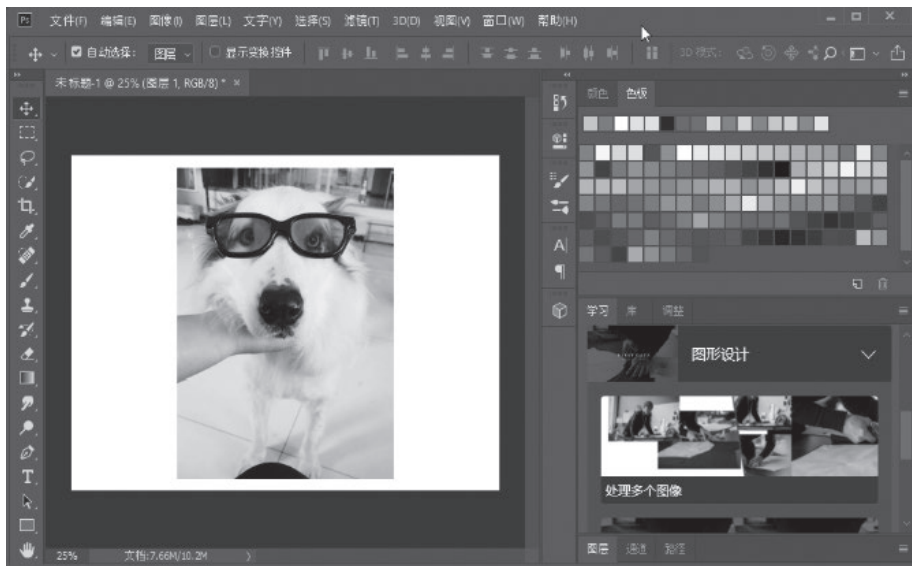 Ps 文件(F) 编辑(E) 图像(I) 图层(L) 文字(Y) 选择(S) 滤镜(T) 3D(D) 视图(V) 窗口(W) 帮助(H)
自动选择: 图层 显示变换控件 3D 模式:
未标题-1 @ 25% (图层 1, RGB/8) * ×
颜色 色板
学习 库 调整
图形设计
处理多个图像
图层 通道 路径
25% 文档:7.66M/10.2M